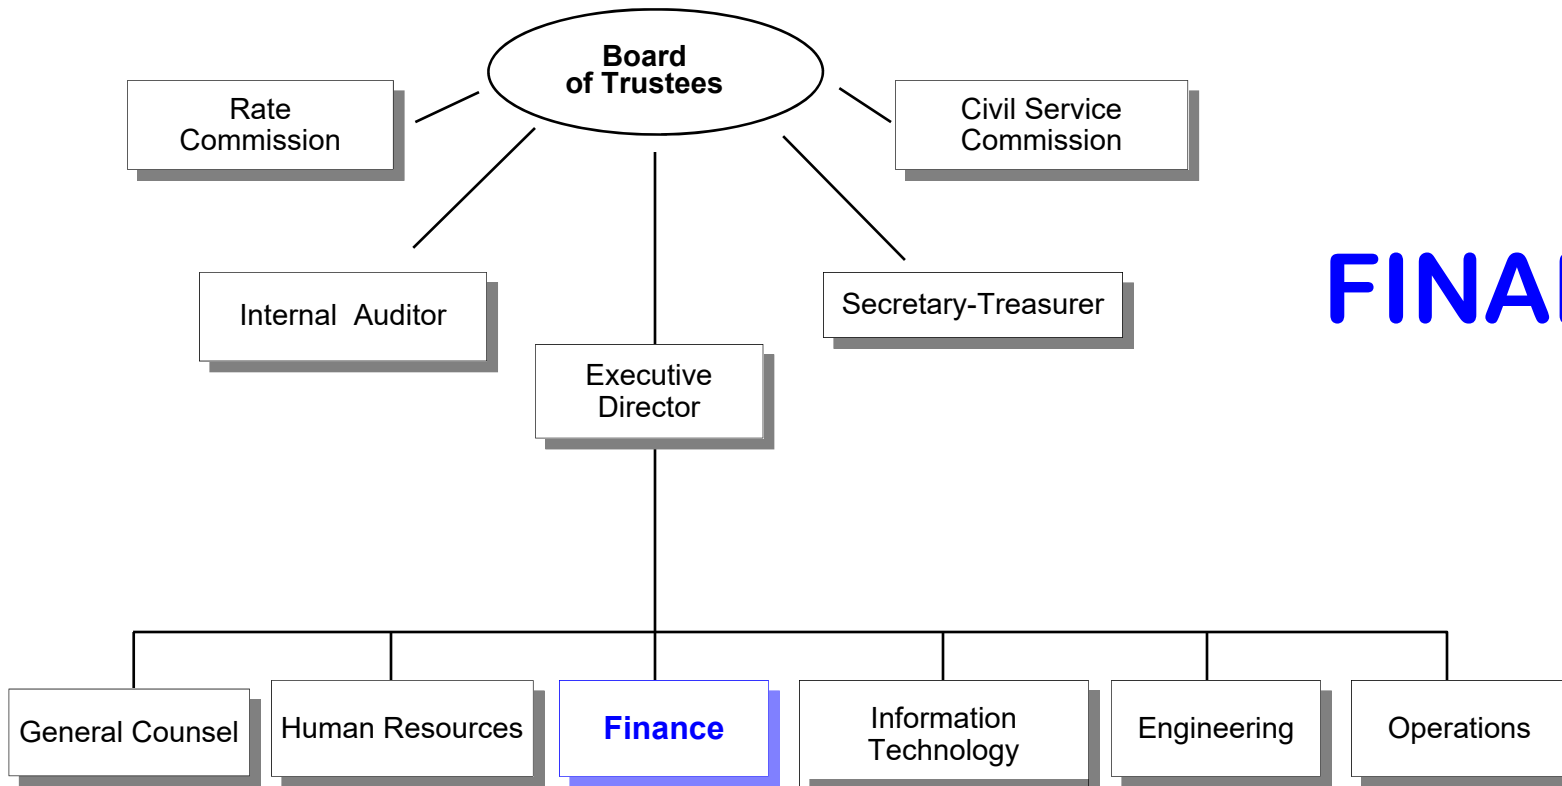 Board
of Trustees
Rate
Commission
Civil Service
Commission
Internal  Auditor
Secretary-Treasurer
Executive
Director
General Counsel
Human Resources
Finance
Information
Technology
Engineering
Operations